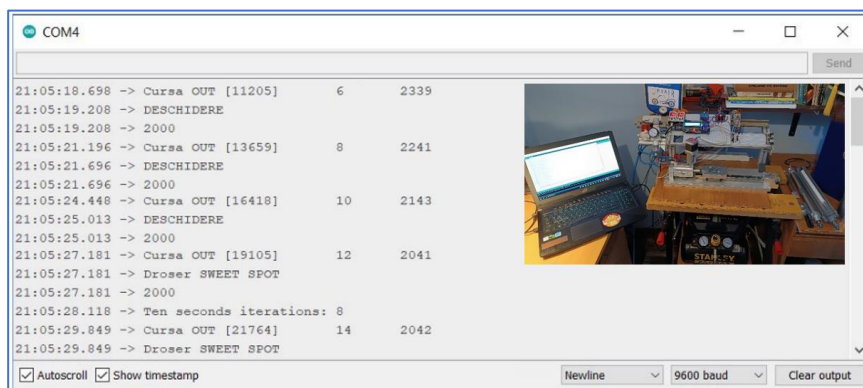 COM4
Send
21:05:18.698 -> Cursa OUT [11205] 6 2339
21:05:19.208 -> DESCHIDERE
21:05:19.208 -> 2000
21:05:21.196 -> Cursa OUT [13659] 8 2241
21:05:21.696 -> DESCHIDERE
21:05:21.696 -> 2000
21:05:24.448 -> Cursa OUT [16418] 10 2143
21:05:25.013 -> DESCHIDERE
21:05:25.013 -> 2000
21:05:27.181 -> Cursa OUT [19105] 12 2041
21:05:27.181 -> Droser SWEET SPOT
21:05:27.181 -> 2000
21:05:28.118 -> Ten seconds iterations: 8
21:05:29.849 -> Cursa OUT [21764] 14 2042
21:05:29.849 -> Droser SWEET SPOT
STANLEY
Autoscroll Show timestamp Newline 9600 baud Clear output